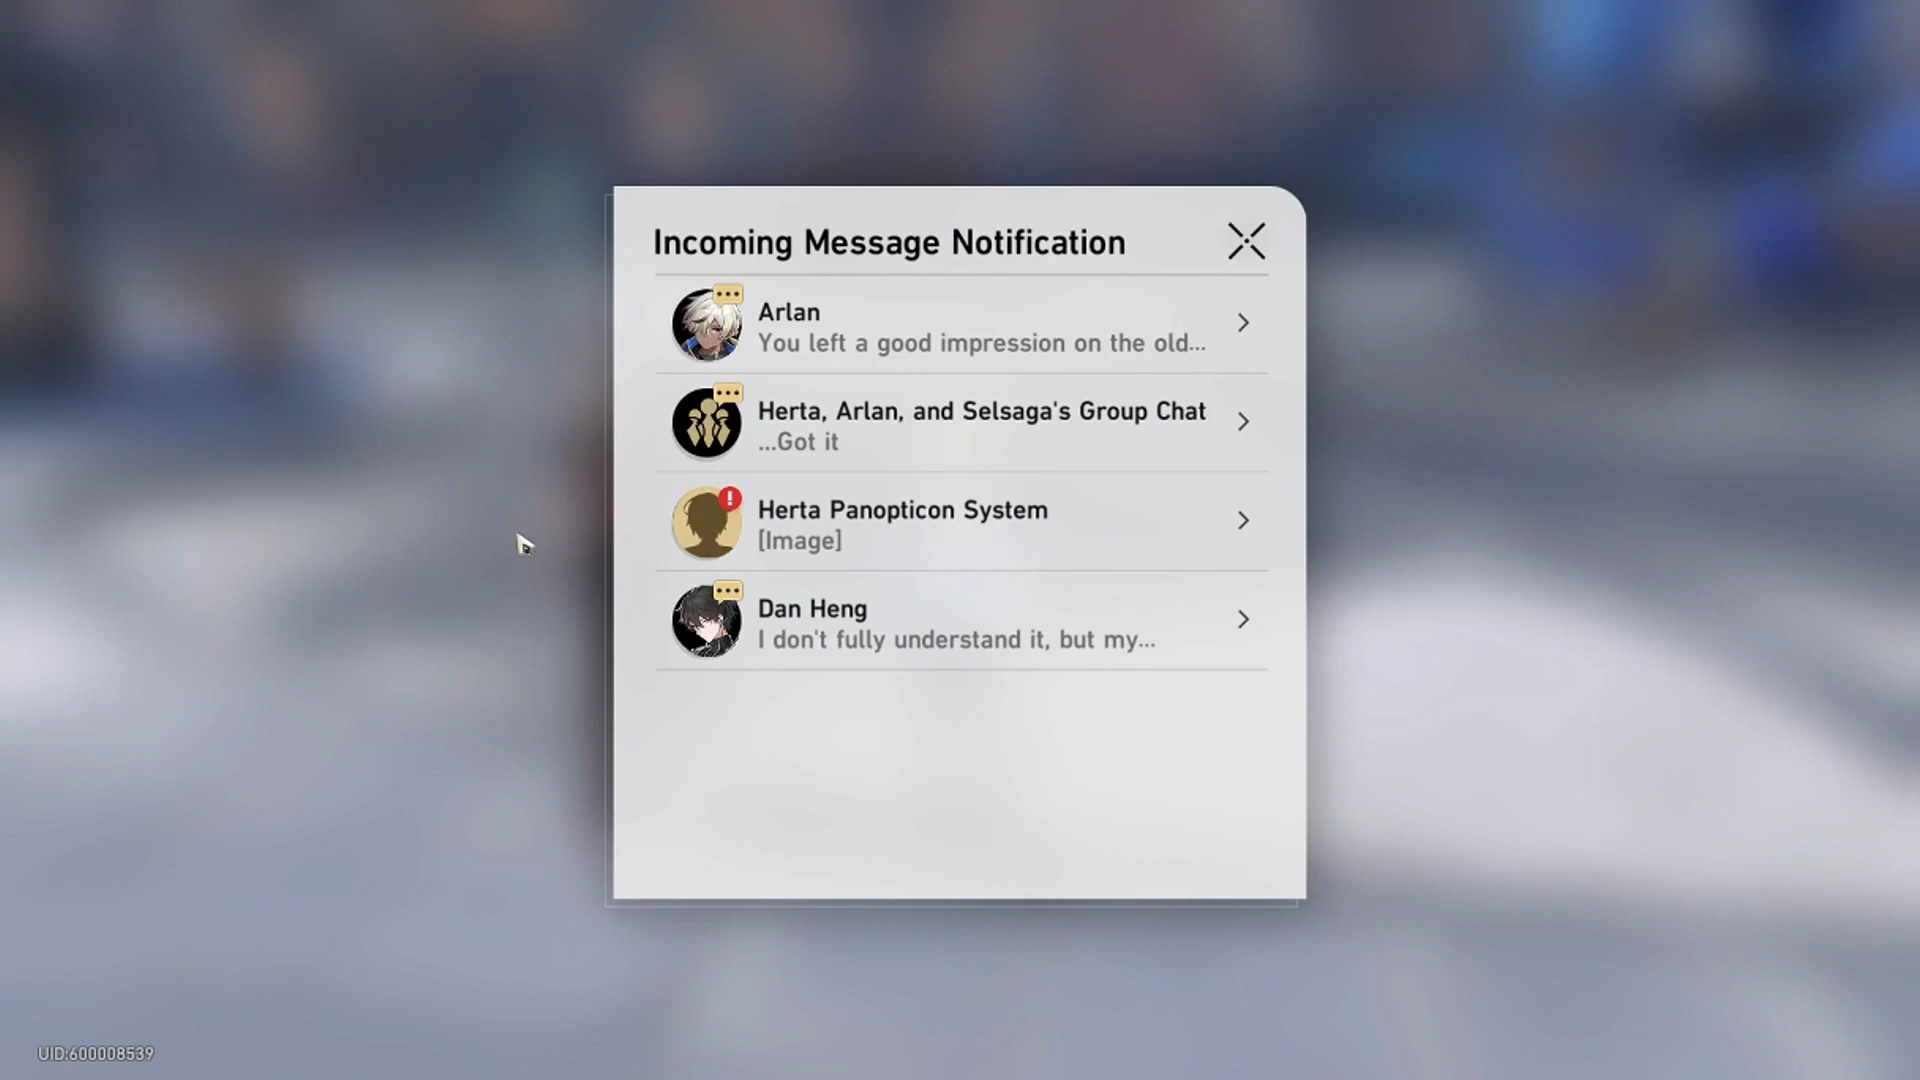 Incoming Message Notification
Arlan
You left a good impression on the old...
Herta, Arlan, and Selsaga's Group Chat
...Got it
Herta Panopticon System
[Image]
Dan Heng
I don't fully understand it, but my...
UID:600008539